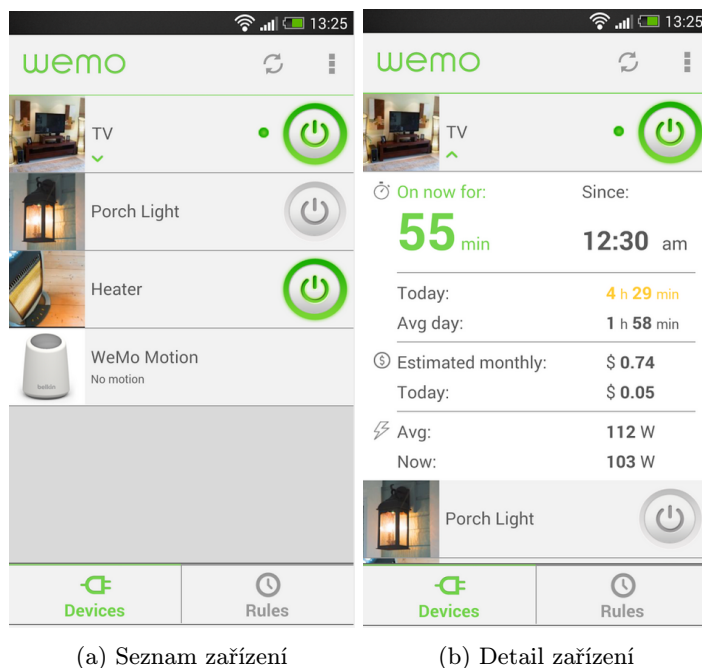 13:25
wemo
TV
Porch Light
Heater
WeMo Motion
No motion
belkin
Devices Rules
(a) Seznam zařízení
13:25
wemo
TV
On now for: Since:
55 min 12:30 am
Today: 4 h 29 min
Avg day: 1 h 58 min
Estimated monthly: $ 0.74
Today: $ 0.05
Avg: 112 W
Now: 103 W
Porch Light
Devices Rules
(b) Detail zařízení